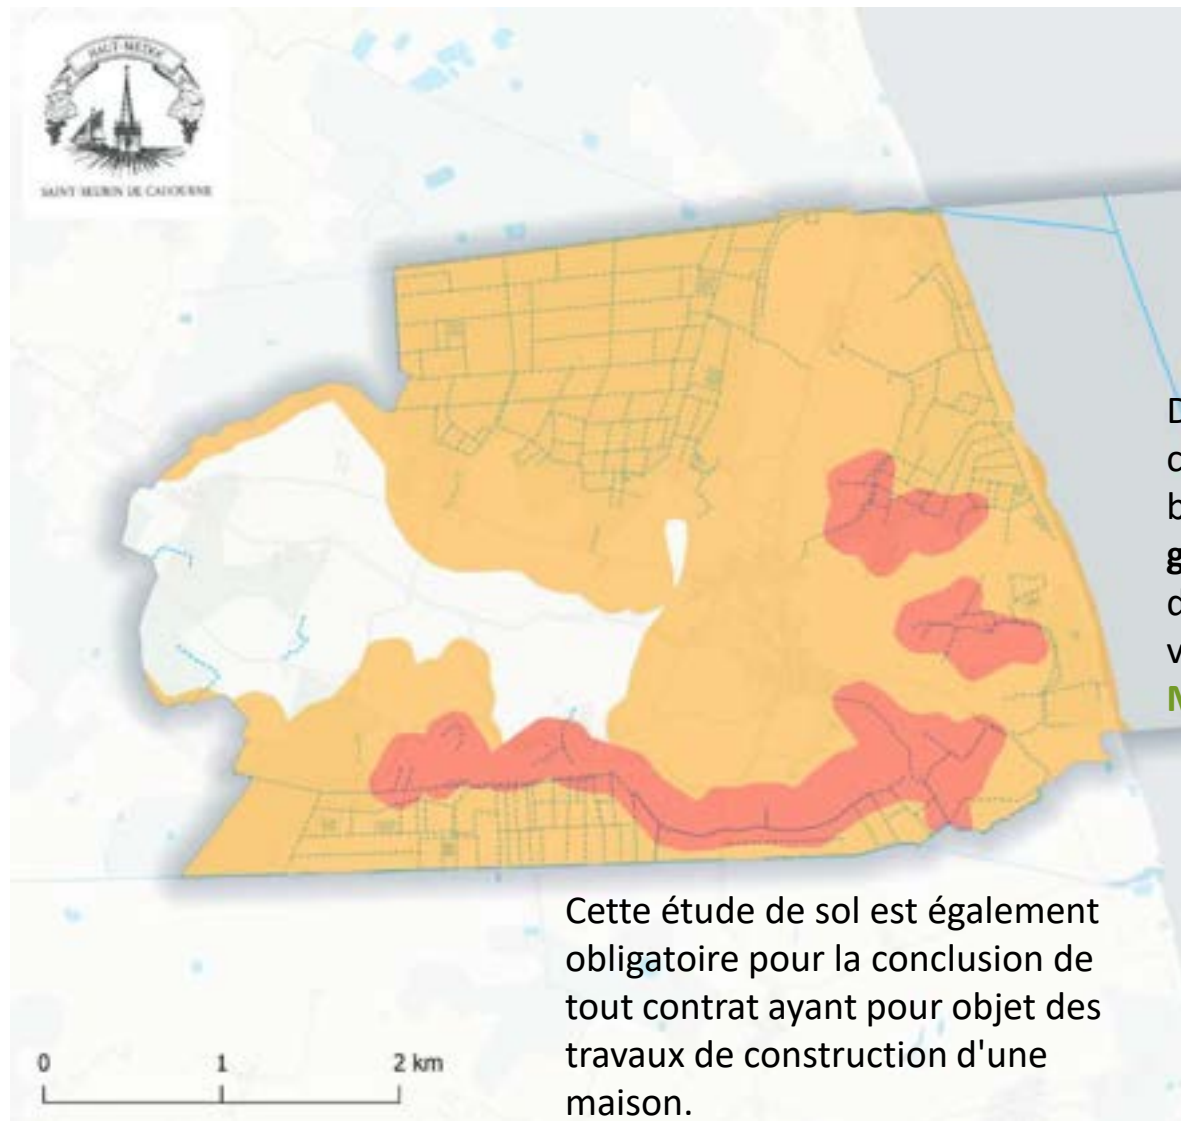 HAUT-MÉDOC
SAINT SEURIN DE CADOURNE
D
c
b
g
d
v
N
Cette étude de sol est également
obligatoire pour la conclusion de
tout contrat ayant pour objet des
travaux de construction d'une
maison.
0 1 2 km